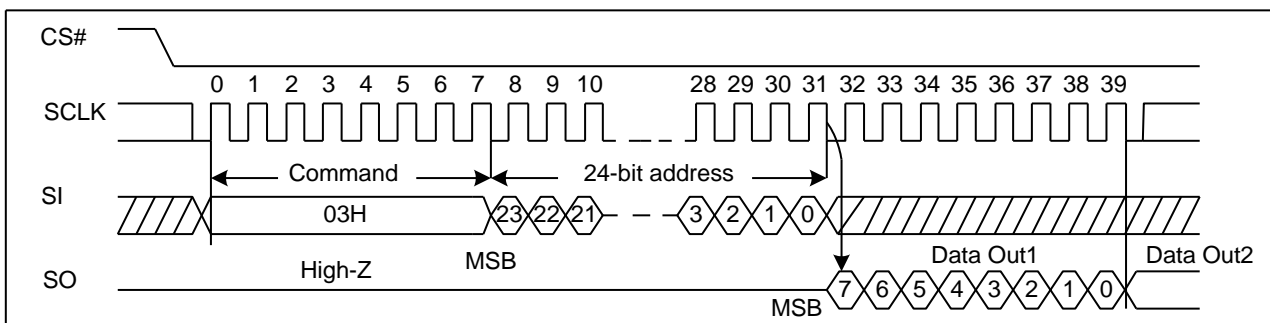 CS#
0 1 2 3 4 5 6 7 8 9 10 28 29 30 31 32 33 34 35 36 37 38 39
SCLK
Command 24-bit address
SI
03H 23 22 21 3 2 1 0
High-Z MSB Data Out1 Data Out2
SO
MSB 7 6 5 4 3 2 1 0